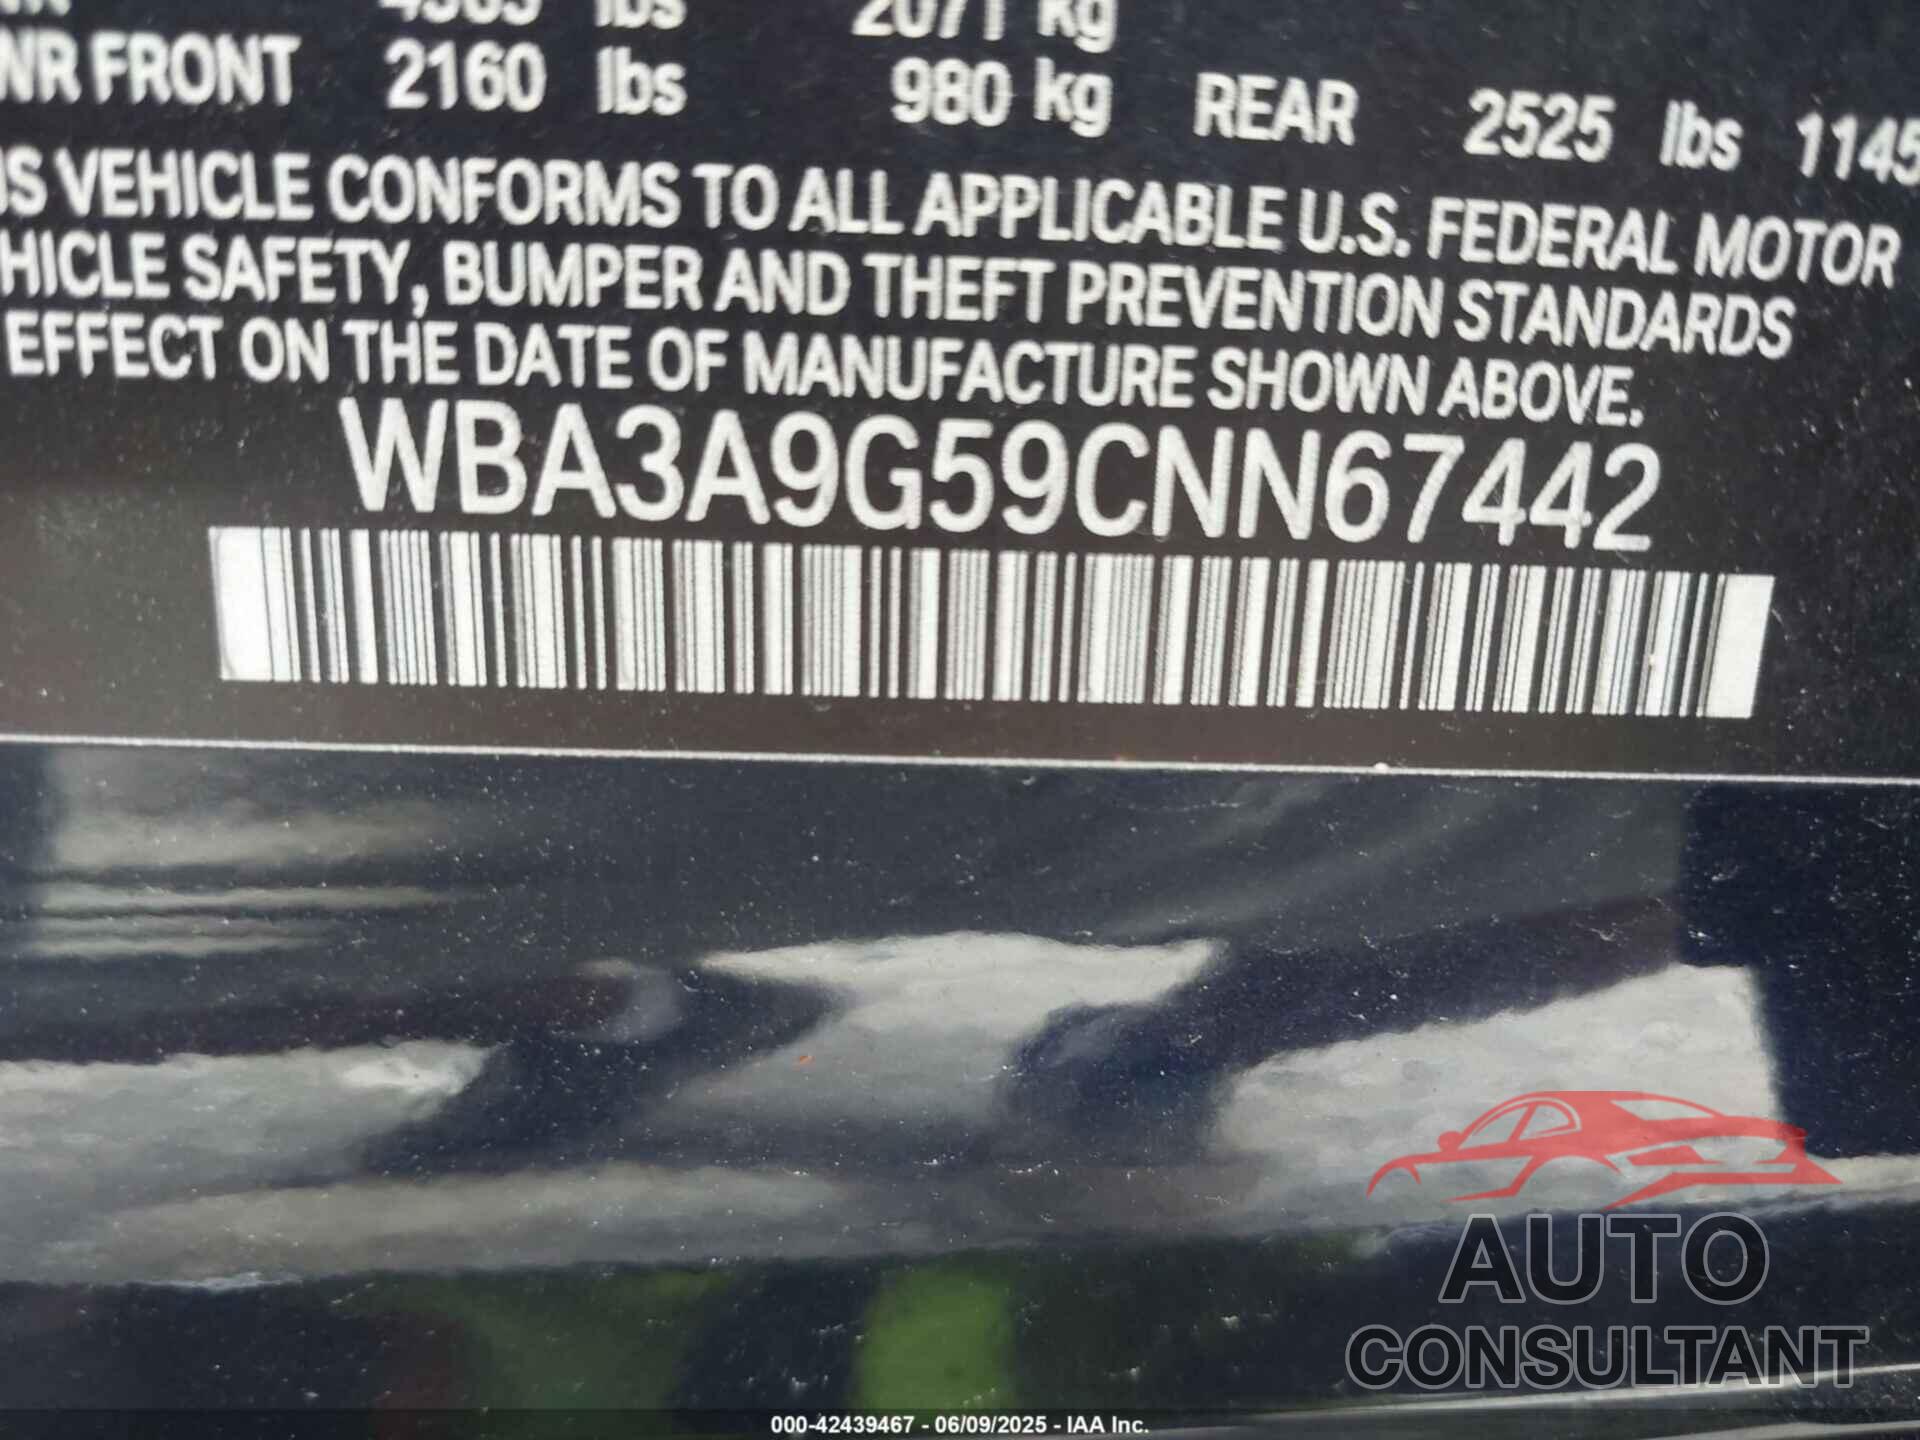 4565 lbs 2071 kg
WR FRONT 2160 lbs 980 kg REAR 2525 lbs 1145
IS VEHICLE CONFORMS TO ALL APPLICABLE U.S. FEDERAL MOTOR
HICLE SAFETY, BUMPER AND THEFT PREVENTION STANDARDS
EFFECT ON THE DATE OF MANUFACTURE SHOWN ABOVE.
WBA3A9G59CNN67442
AUTO
CONSULTANT
000-42439467 - 06/09/2025 - IAA Inc.